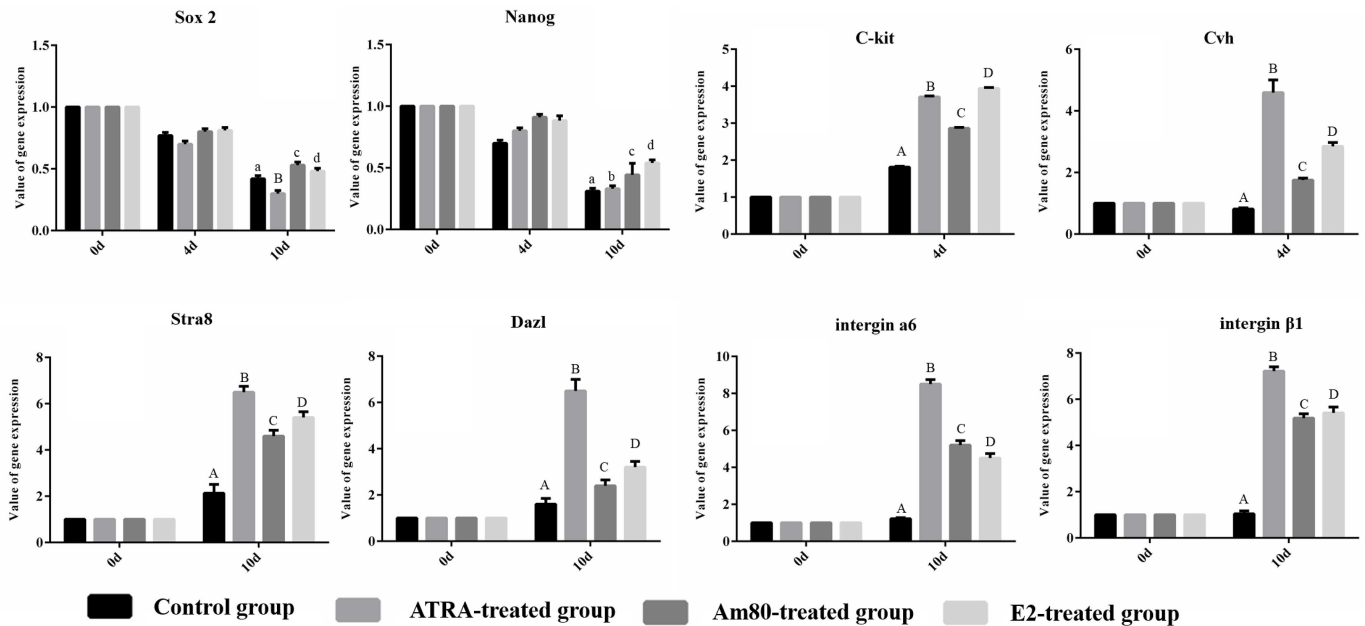 Sox 2
Value of gene expression
1.5
1.0
0.5
0.0
a
B
c
d
0d
4d
10d
Nanog
Value of gene expression
1.5
1.0
0.5
0.0
a
b
c
d
0d
4d
10d
C-kit
Value of gene expression
5
4
3
2
1
0
A
B
C
D
0d
4d
Cvh
Value of gene expression
6
4
2
0
A
B
C
D
0d
4d
Stra8
Value of gene expression
8
6
4
2
0
A
B
C
D
0d
10d
Dazl
Value of gene expression
8
6
4
2
0
A
B
C
D
0d
10d
intergin a6
Value of gene expression
10
8
6
4
2
0
A
B
C
D
0d
10d
intergin β1
Value of gene expression
8
6
4
2
0
A
B
C
D
0d
10d
Control group
ATRA-treated group
Am80-treated group
E2-treated group